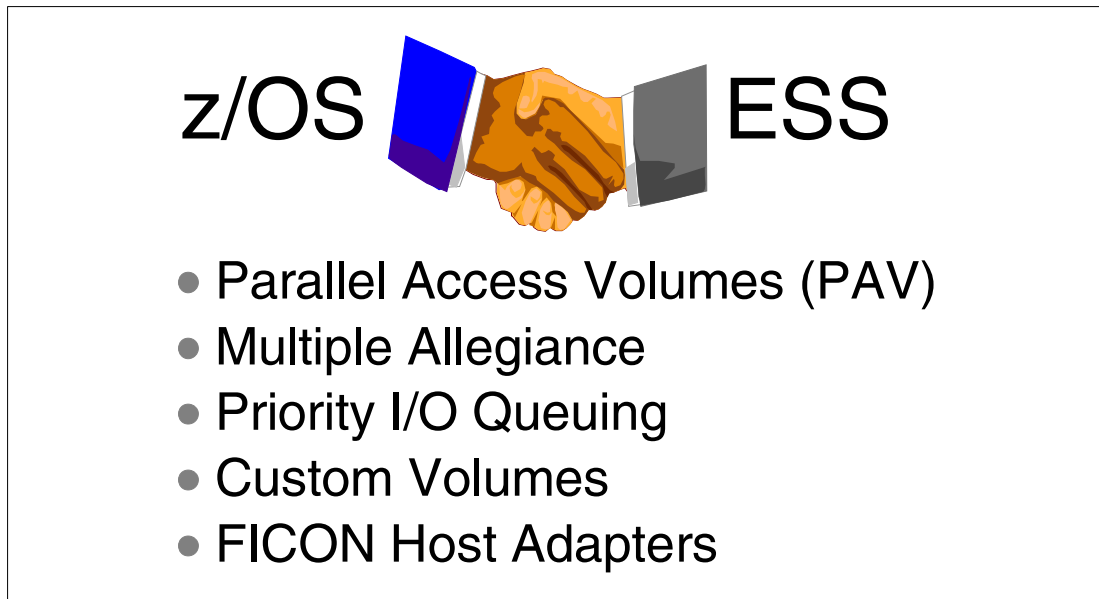 z/OS ESS
• Parallel Access Volumes (PAV)
• Multiple Allegiance
• Priority I/O Queuing
• Custom Volumes
• FICON Host Adapters